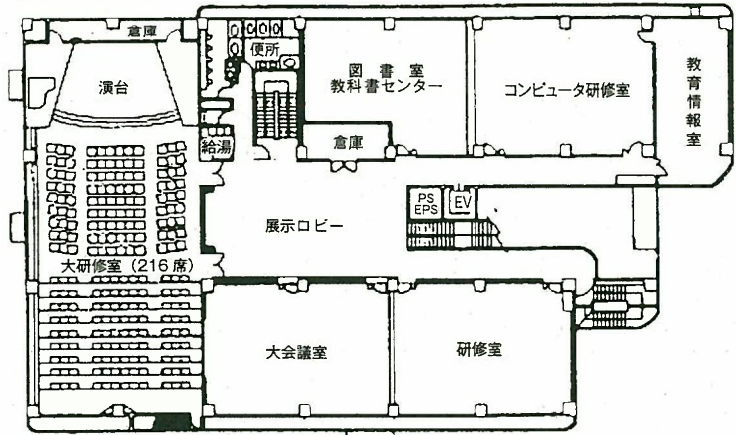 倉庫
便所
演台
図書室
教科書センター
コンピュータ研修室
教育情報室
給湯
倉庫
PS
EPS
EV
展示ロビー
大研修室(216席)
大会議室
研修室